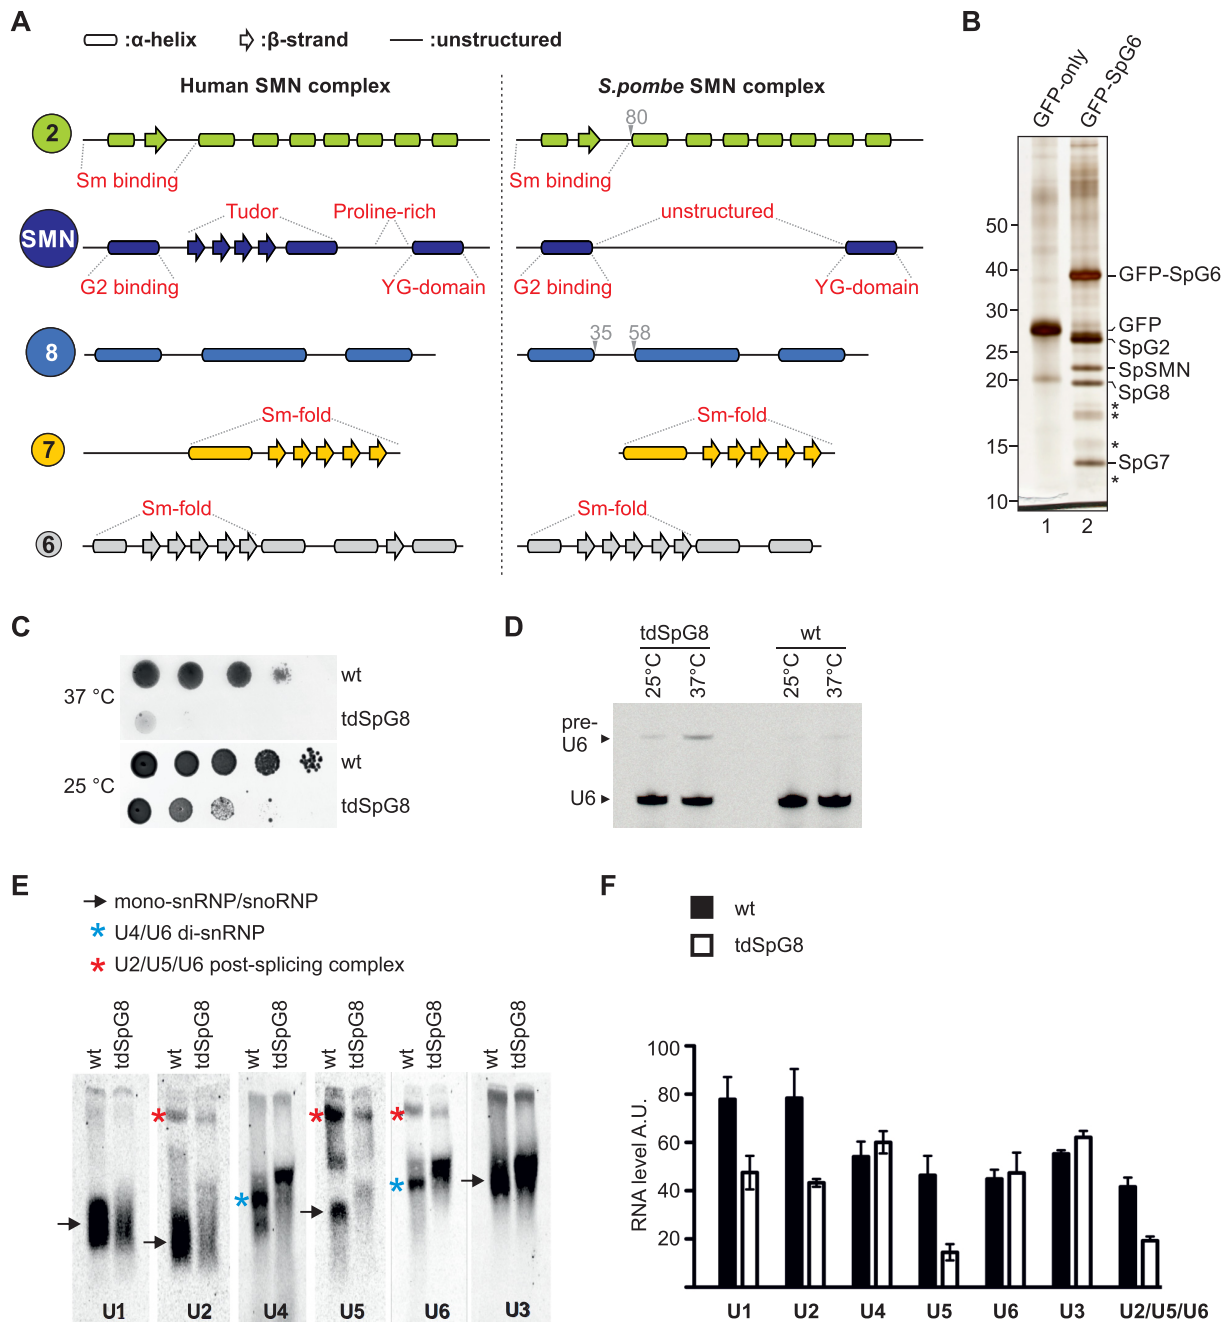 A
:α-helix :β-strand :unstructured
Human SMN complex
S.pombe SMN complex
2
80
Sm binding
Sm binding
SMN
Tudor
Proline-rich
unstructured
G2 binding
YG-domain
G2 binding
YG-domain
8
35
58
7
Sm-fold
Sm-fold
6
Sm-fold
Sm-fold
B
GFP-only
GFP-SpG6
50
40
30
25
20
15
10
GFP-SpG6
GFP
SpG2
SpSMN
SpG8
*
*
*
SpG7
*
1 2
C
37 °C
wt
tdSpG8
25 °C
wt
tdSpG8
D
tdSpG8 wt
25°C 37°C 25°C 37°C
pre-
U6
U6
E
mono-snRNP/snoRNP
* U4/U6 di-snRNP
* U2/U5/U6 post-splicing complex
wt tdSpG8 wt tdSpG8 wt tdSpG8 wt tdSpG8 wt tdSpG8 wt tdSpG8
* * *
* *
U1 U2 U4 U5 U6 U3
F
wt
tdSpG8
RNA level A.U.
100
80
60
40
20
U1 U2 U4 U5 U6 U3 U2/U5/U6